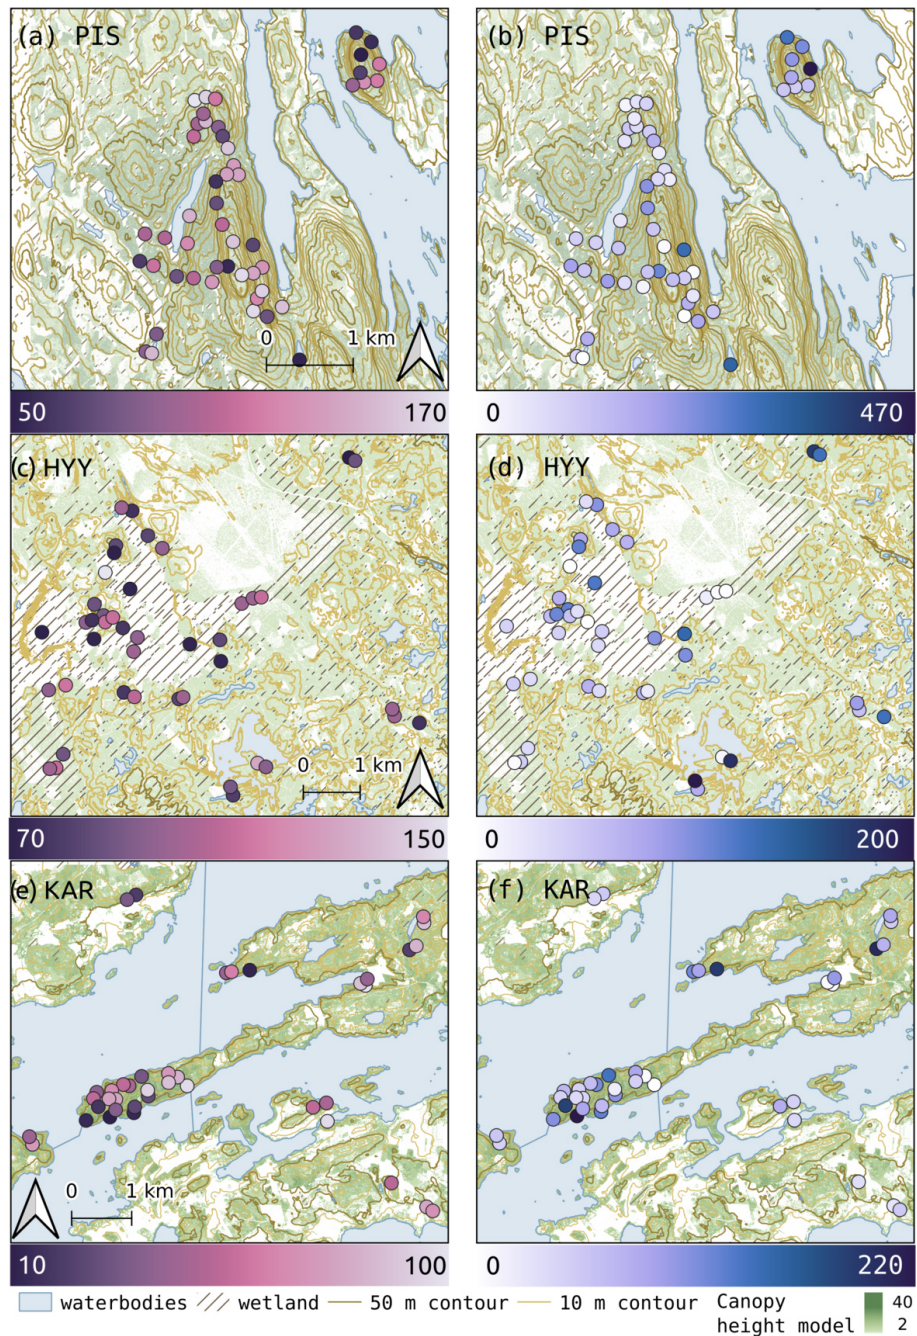 (a) PIS
(b) PIS
0 1 km
50 170
0 470
(c) HYY
(d) HYY
0 1 km
70 150
0 200
(e) KAR
(f) KAR
0 1 km
10 100
0 220
waterbodies wetland 50 m contour 10 m contour Canopy height model 40 2